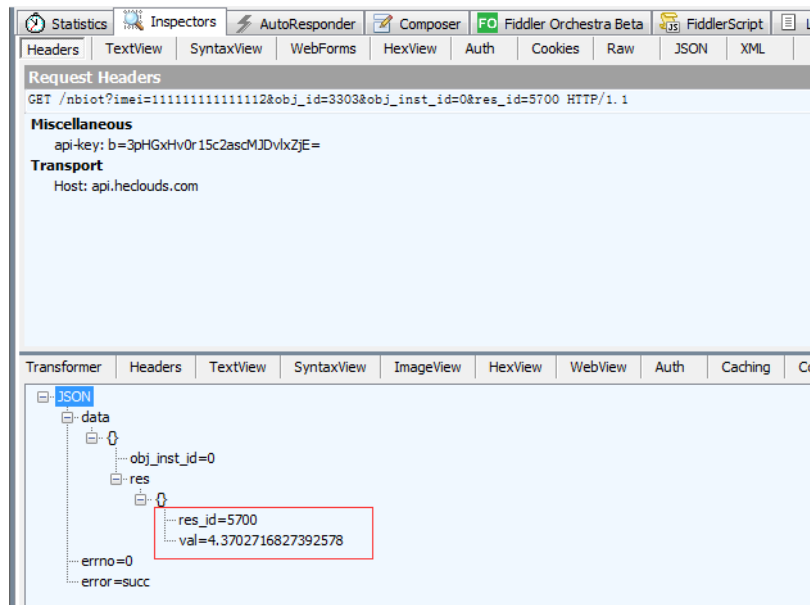 Statistics Inspectors AutoResponder Composer FO Fiddler Orchestra Beta JS FiddlerScript
Headers TextView SyntaxView WebForms HexView Auth Cookies Raw JSON XML
Request Headers
GET /nbiot?imei=111111111111112&obj_id=3303&obj_inst_id=0&res_id=5700 HTTP/1.1
Miscellaneous
api-key: b=3pHGxHv0r15c2ascMJDvlxZjE=
Transport
Host: api.heclouds.com
Transformer Headers TextView SyntaxView ImageView HexView WebView Auth Caching
JSON
data
{}
obj_inst_id=0
res
{}
res_id=5700
val=4.3702716827392578
errno=0
error=succ